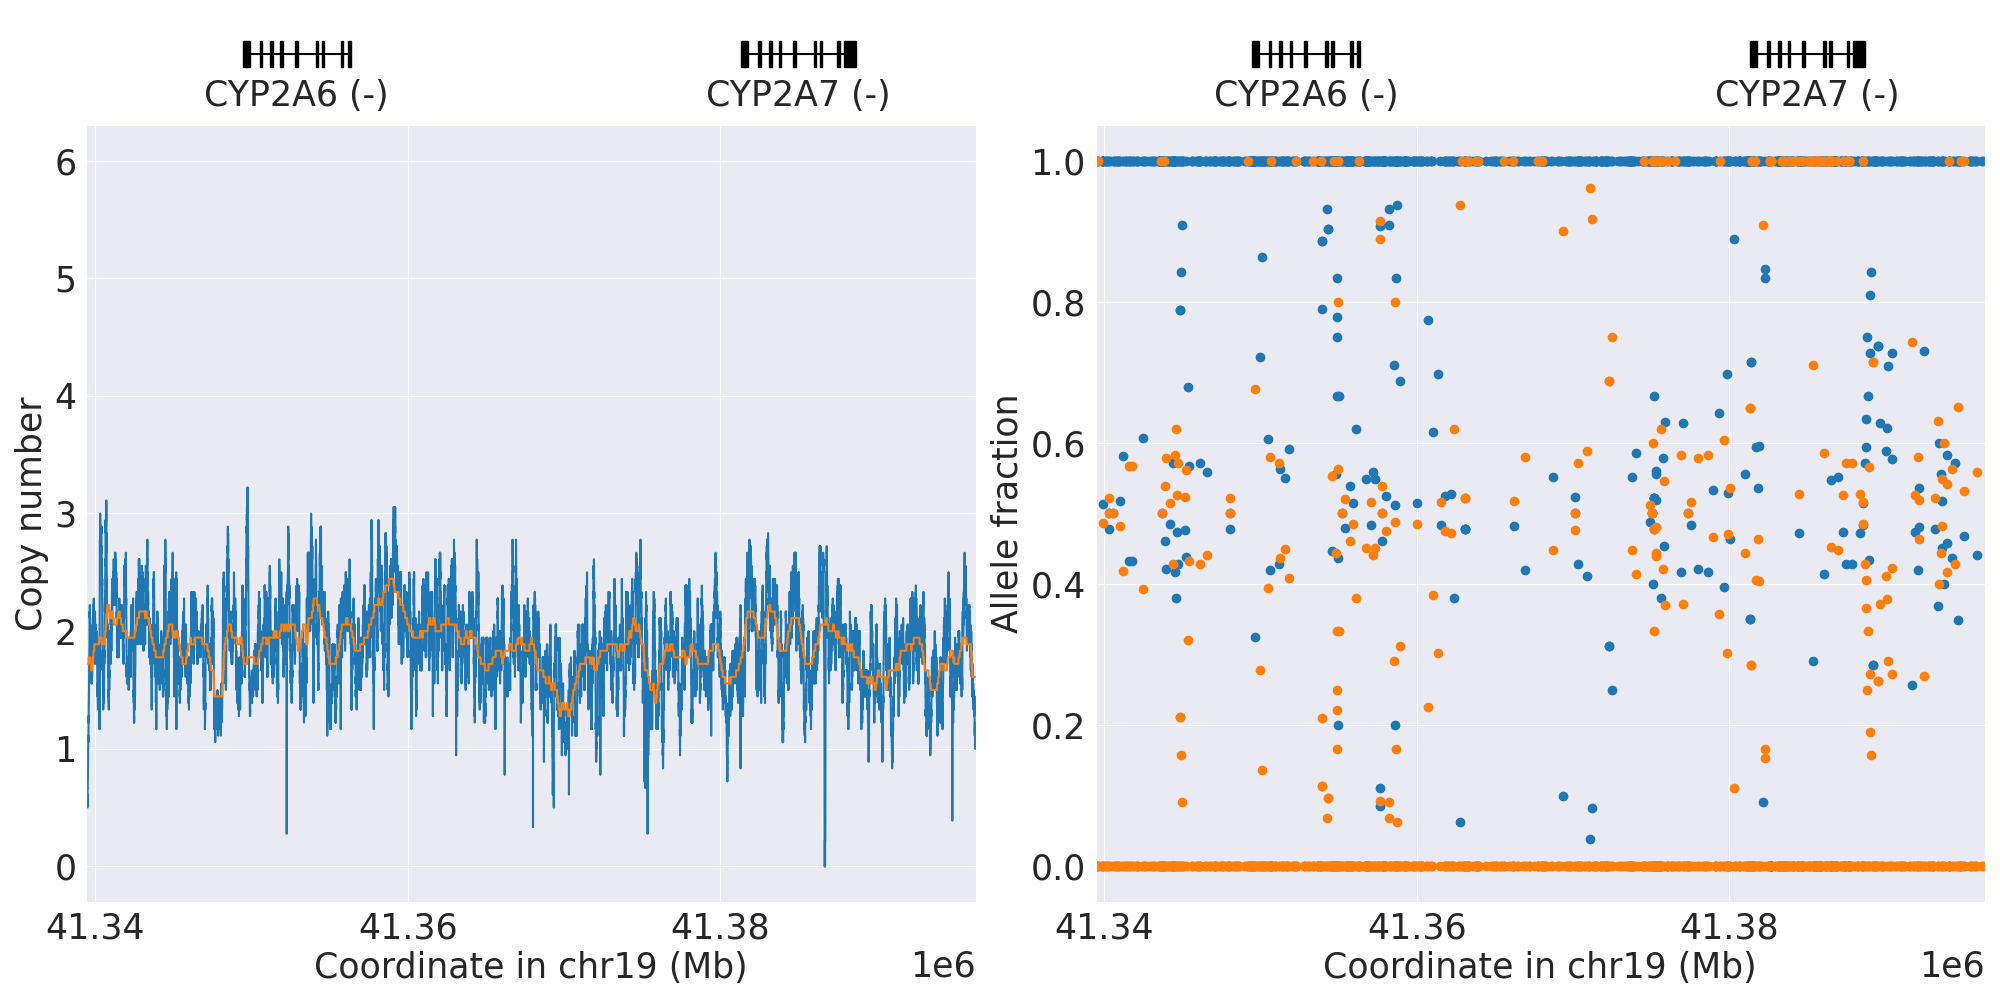 CYP2A6 (-)
CYP2A7 (-)
6
5
4
3
2
1
0
Copy number
41.34
41.36
41.38
Coordinate in chr19 (Mb)
1e6
CYP2A6 (-)
CYP2A7 (-)
1.0
0.8
0.6
0.4
0.2
0.0
Allele fraction
41.34
41.36
41.38
Coordinate in chr19 (Mb)
1e6